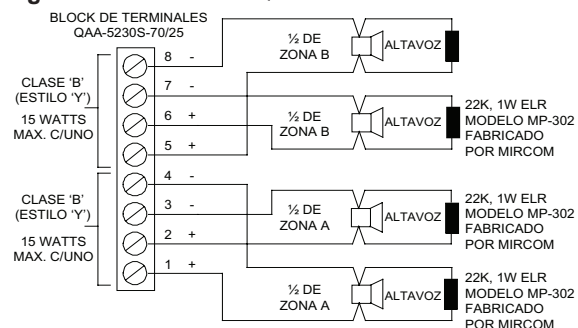 BLOCK DE TERMINALES
QAA-5230S-70/25
8 -
½ DE
ZONA B
ALTAVOZ
CLASE 'B'
(ESTILO 'Y')
15 WATTS
MAX. C/UNO
7 -
6 +
½ DE
ZONA B
ALTAVOZ
22K, 1W ELR
MODELO MP-302
FABRICADO
POR MIRCOM
5 +
4 -
CLASE 'B'
(ESTILO 'Y')
15 WATTS
MAX. C/UNO
3 -
½ DE
ZONA A
ALTAVOZ
22K, 1W ELR
MODELO MP-302
FABRICADO
POR MIRCOM
2 +
1 +
½ DE
ZONA A
ALTAVOZ
22K, 1W ELR
MODELO MP-302
FABRICADO
POR MIRCOM